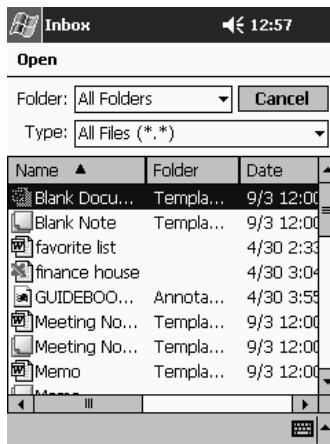 Inbox 12:57
Open
Folder: All Folders Cancel
Type: All Files (*.*)
Name Folder Date
Blank Docu... Templa... 9/3 12:00
Blank Note Templa... 9/3 12:00
favorite list 4/30 2:33
finance house 4/30 3:04
GUIDEBOO... Annota... 4/30 3:55
Meeting No... Templa... 9/3 12:00
Meeting No... Templa... 9/3 12:00
Memo Templa... 9/3 12:00